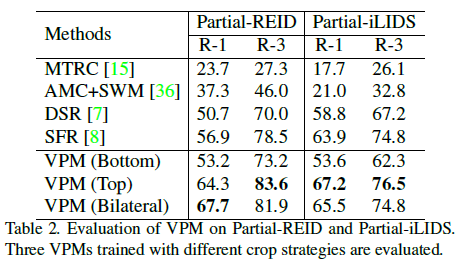 Methods Partial-REID Partial-iLIDS
R-1 R-3 R-1 R-3
MTRC [15] 23.7 27.3 17.7 26.1
AMC+SWM [36] 37.3 46.0 21.0 32.8
DSR [7] 50.7 70.0 58.8 67.2
SFR [8] 56.9 78.5 63.9 74.8
VPM (Bottom) 53.2 73.2 53.6 62.3
VPM (Top) 64.3 83.6 67.2 76.5
VPM (Bilateral) 67.7 81.9 65.5 74.8
Table 2. Evaluation of VPM on Partial-REID and Partial-iLIDS.
Three VPMs trained with different crop strategies are evaluated.